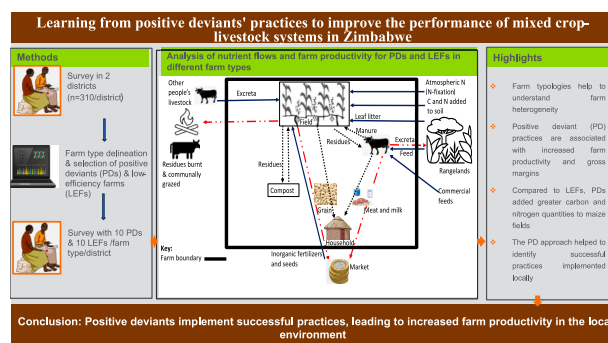 Learning from positive deviants' practices to improve the performance of mixed crop-
livestock systems in Zimbabwe
Methods
Survey in 2
districts
(n=310/district)
Farm type delineation
& selection of positive
deviants (PDs) & low-
efficiency farms
(LEFs)
Survey with 10 PDs
& 10 LEFs /farm
type/district
Analysis of nutrient flows and farm productivity for PDs and LEFs in
different farm types
Other
people's
livestock
Excreta
Atmospheric N
(N-fixation)
C and N added
to soil
Leaf litter
Field
Manure
Residues
Excreta
Feed
Rangelands
Residues burnt
& communally
grazed
Residues
Compost
Commercial
feeds
Grain
Meat and milk
Household
Key:
Farm boundary
Inorganic fertilizers
and seeds
Market
Highlights
Farm typologies help to
understand farm
heterogeneity
Positive deviant (PD)
practices are associated
with increased farm
productivity and gross
margins
Compared to LEFs, PDs
added greater carbon and
nitrogen quantities to maize
fields
The PD approach helped to
identify successful
practices implemented
locally
Conclusion: Positive deviants implement successful practices, leading to increased farm productivity in the loca
environment